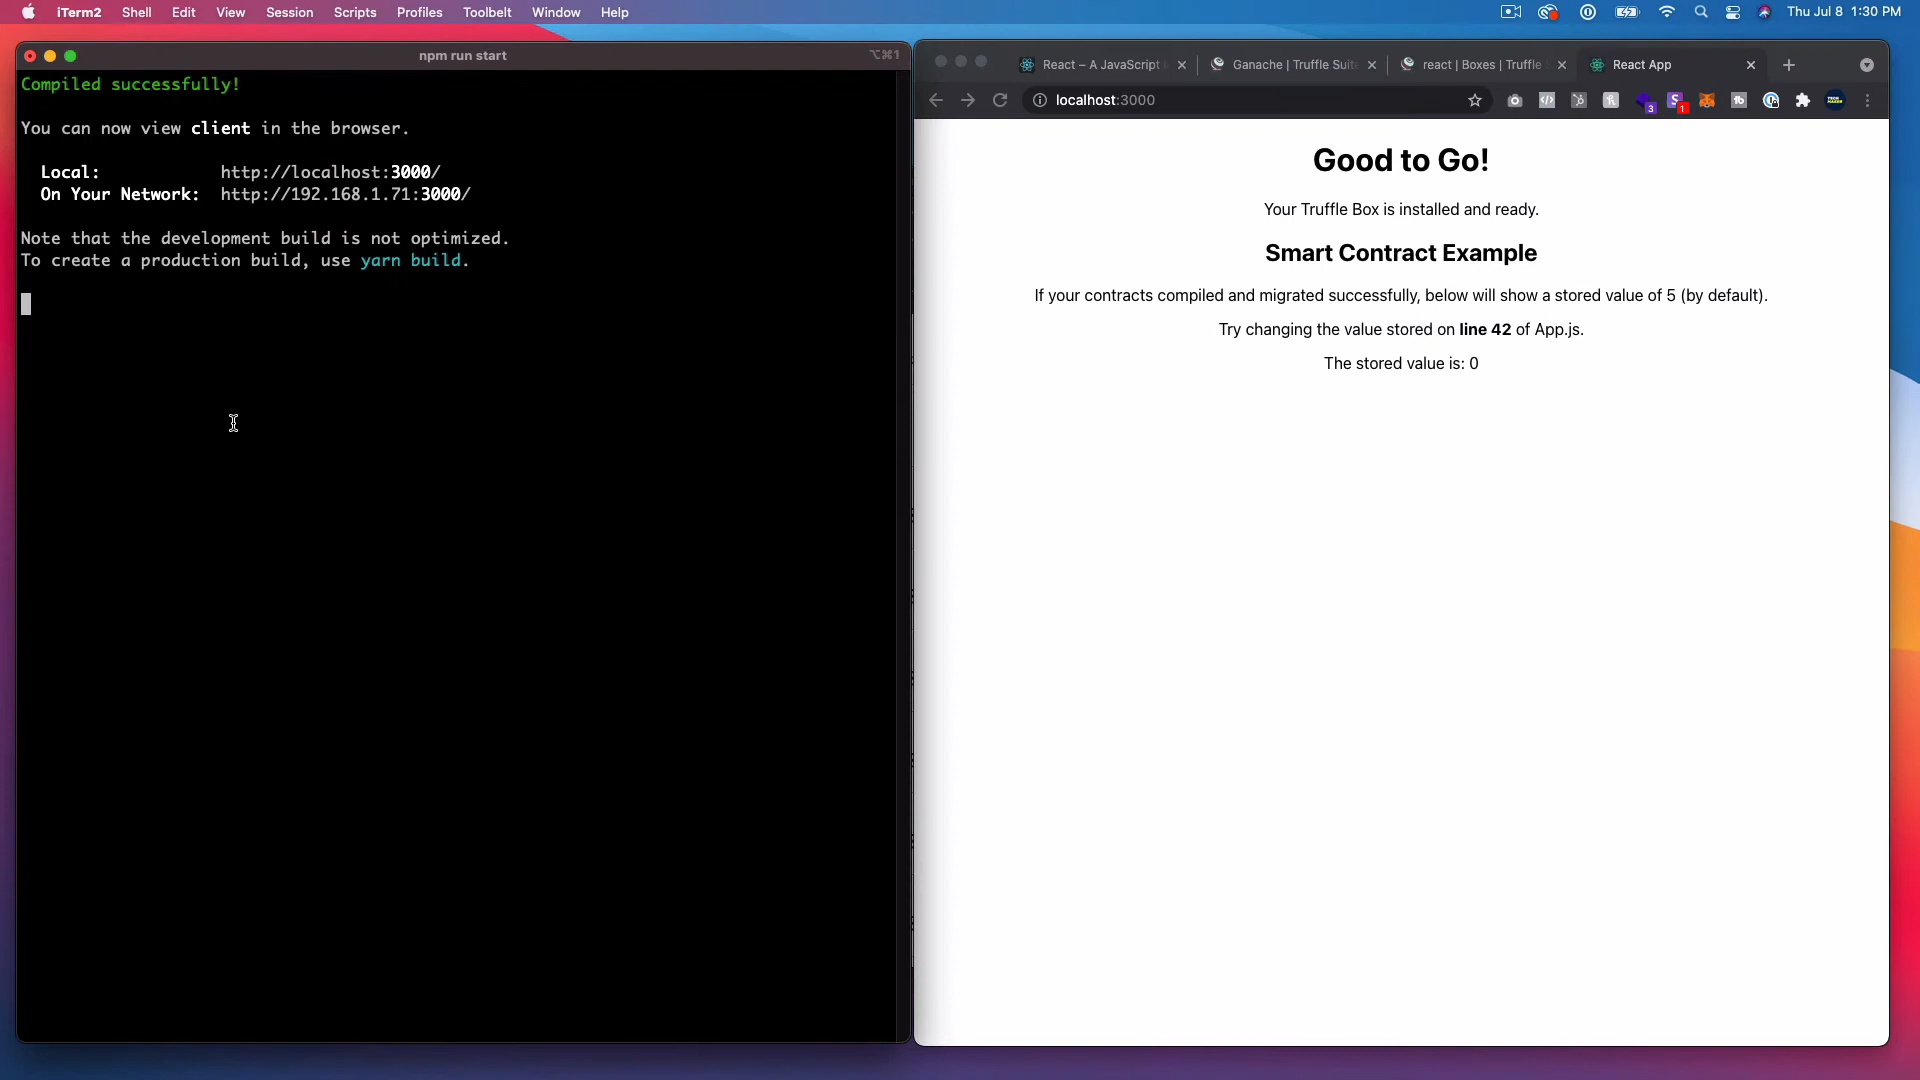 iTerm2 Shell Edit View Session Scripts Profiles Toolbelt Window Help Thu Jul 8 1:30 PM
npm run start ⌥⌘1
Compiled successfully!
You can now view client in the browser.
Local: http://localhost:3000/
On Your Network: http://192.168.1.71:3000/
Note that the development build is not optimized.
To create a production build, use yarn build.
React – A JavaScript Ganache | Truffle Suit react | Boxes | Truffle React App
localhost:3000
3 1
Good to Go!
Your Truffle Box is installed and ready.
Smart Contract Example
If your contracts compiled and migrated successfully, below will show a stored value of 5 (by default).
Try changing the value stored on line 42 of App.js.
The stored value is: 0